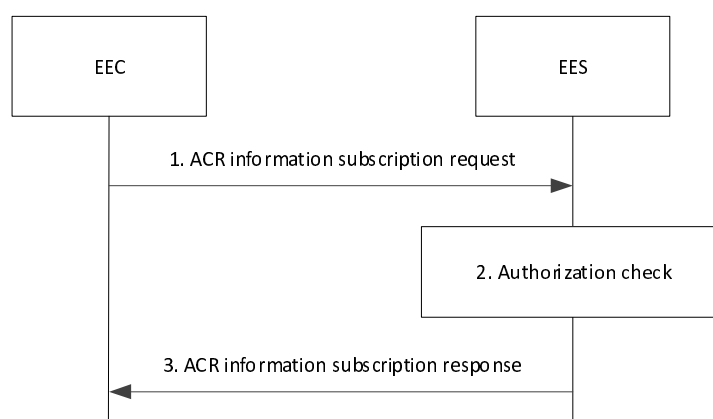 EEC
EES
1. ACR information subscription request
2. Authorization check
3. ACR information subscription response